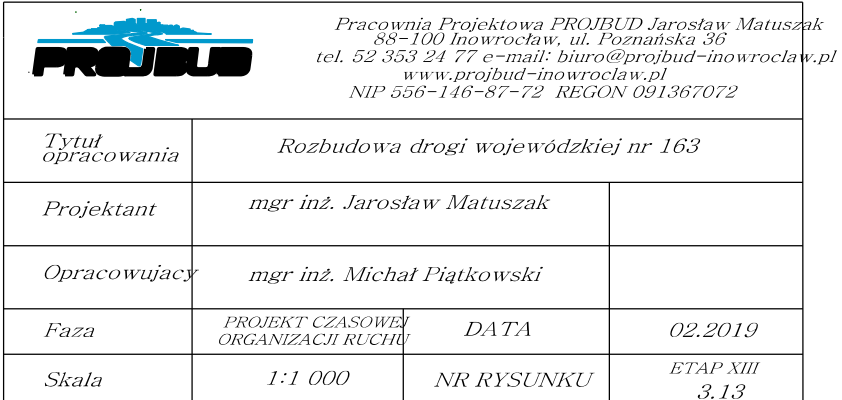 PROJBUD
Pracownia Projektowa PROJBUD Jarosław Matuszak
88-100 Inowrocław, ul. Poznańska 36
tel. 52 353 24 77 e-mail: biuro@projbud-inowroclaw.pl
www.projbud-inowroclaw.pl
NIP 556-146-87-72 REGON 091367072
Tytuł
opracowania
Rozbudowa drogi wojewódzkiej nr 163
Projektant
mgr inż. Jarosław Matuszak
Opracowujacy
mgr inż. Michał Piątkowski
Faza
PROJEKT CZASOWEJ
ORGANIZACJI RUCHU
DATA
02.2019
Skala
1:1 000
NR RYSUNKU
ETAP XIII
3.13